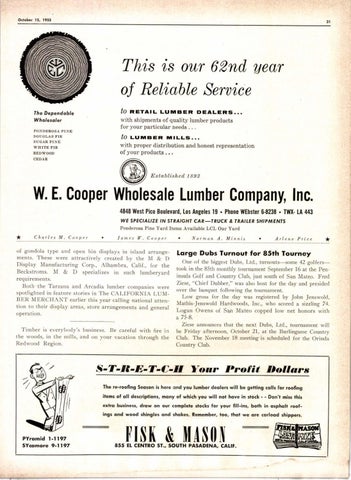 October 15, 1955
31
This is our 62nd year
of Reliable Service
The Dependable
Wholesaler
PONDEROSA PINE
DOUGLAS FIR
SUGAR PINE
WHITE FIR
REDWOOD
CEDAR
to RETAIL LUMBER DEALERS...
with shipments of quality lumber products
for your particular needs...
to LUMBER MILLS...
with proper distribution and honest representation
of your products...
Established 1893
W. E. Cooper Wholesale Lumber Company, Inc.
4848 West Pico Boulevard, Los Angeles 19 • Phone WEbster 6-8238 • TWX- LA 443
WE SPECIALIZE IN STRAIGHT CAR—TRUCK & TRAILER SHIPMENTS
Ponderosa Pine Yard Items Available LCL Our Yard
★ Charles M. Cooper • James W. Cooper • Norman A. Minnis • Arlene Price ★
of gondola type and open bin displays in island arrange-
ments. These were attractively created by the M & D
Display Manufacturing Corp., Alhambra, Calif., for the
Beckstroms. M & D specializes in such lumberyard
requirements.
Both the Tarzana and Arcadia lumber companies were
spotlighted in feature stories in The CALIFORNIA LUM-
BER MERCHANT earlier this year calling national atten-
tion to their display areas, store arrangements and general
operation.
Timber is everybody's business. Be careful with fire in
the woods, in the mills, and on your vacation through the
Redwood Region.
Large Dubs Turnout for 85th Tourney
One of the biggest Dubs, Ltd., turnouts—some 42 golfers—
took in the 85th monthly tournament September 16 at the Pen-
insula Golf and Country Club, just south of San Mateo. Fred
Ziese, "Chief Dubber," was also host for the day and presided
over the banquet following the tournament.
Low gross for the day was registered by John Jenewald,
Mathis-Jenewald Hardwoods, Inc., who scored a sizzling 74.
Logan Owens of San Mateo copped low net honors with
a 75-8.
Ziese announces that the next Dubs, Ltd., tournament will
be Friday afternoon, October 21, at the Burlingame Country
Club. The November 18 meeting is scheduled for the Orinda
Country Club.
S-T-R-E-T-C-H Your Profit Dollars
The re-roofing Season is here and you lumber dealers will be getting calls for roofing
items of all descriptions, many of which you will not have in stock - - Don't miss this
extra business, draw on our complete stocks for your fill-ins, both in asphalt roof-
ings and wood shingles and shakes. Remember, too, that we are carload shippers.
PYramid 1-1197
SYcamore 9-1197
FISK & MASON
855 EL CENTRO ST., SOUTH PASADENA, CALIF.
FISK & MASON